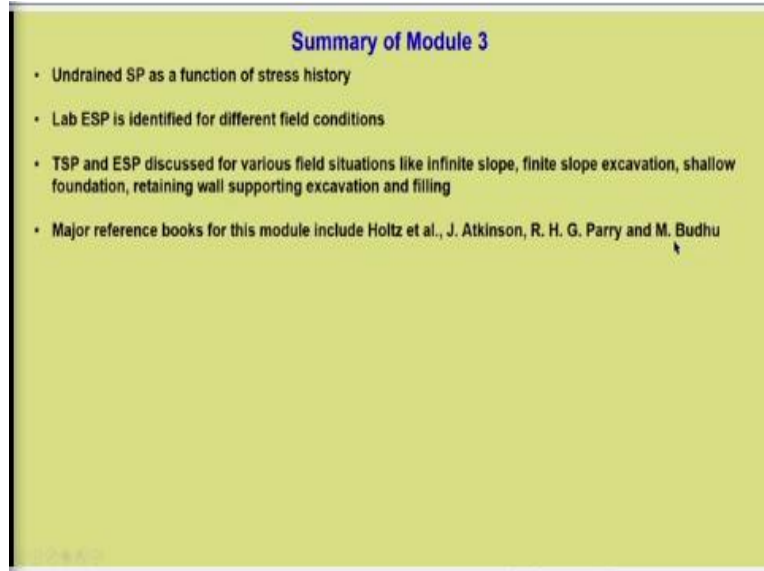 Summary of Module 3
• Undrained SP as a function of stress history
• Lab ESP is identified for different field conditions
• TSP and ESP discussed for various field situations like infinite slope, finite slope excavation, shallow
foundation, retaining wall supporting excavation and filling
• Major reference books for this module include Holtz et al., J. Atkinson, R. H. G. Parry and M. Budhu